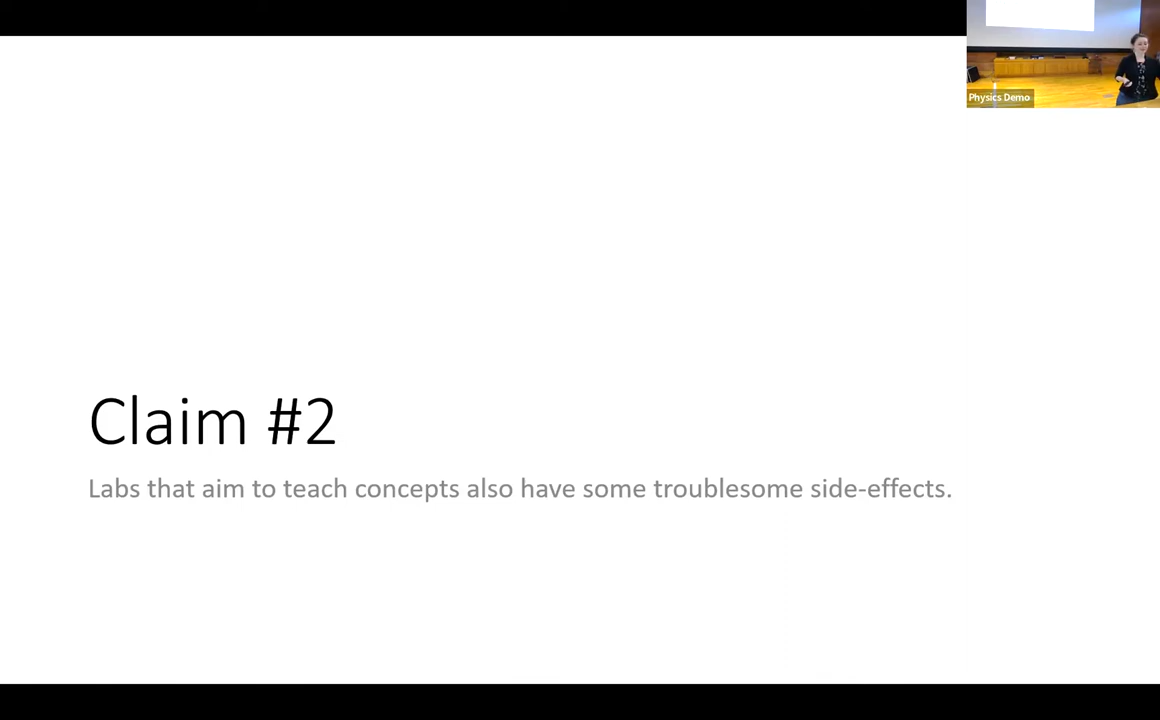 Physics Demo
Claim #2
Labs that aim to teach concepts also have some troublesome side-effects.